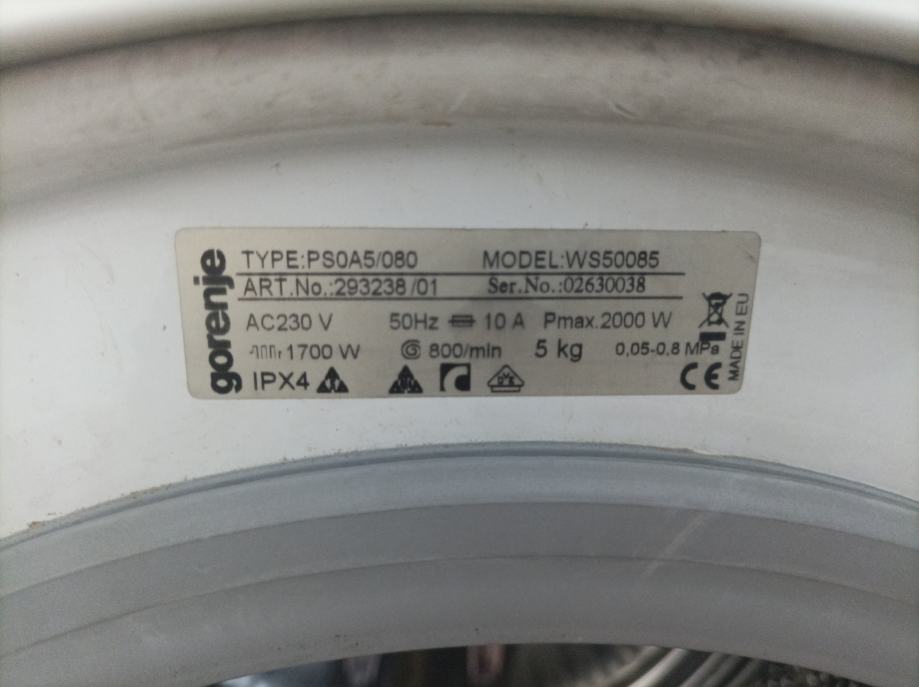 gorenje
TYPE:PS0A5/080 MODEL:WS50085
ART.No.:293238/01 Ser.No.:02630038
AC230 V 50Hz 10 A Pmax.2000 W
1700 W 800/min 5 kg 0,05-0,8 MPa
IPX4 CE
MADE IN EU